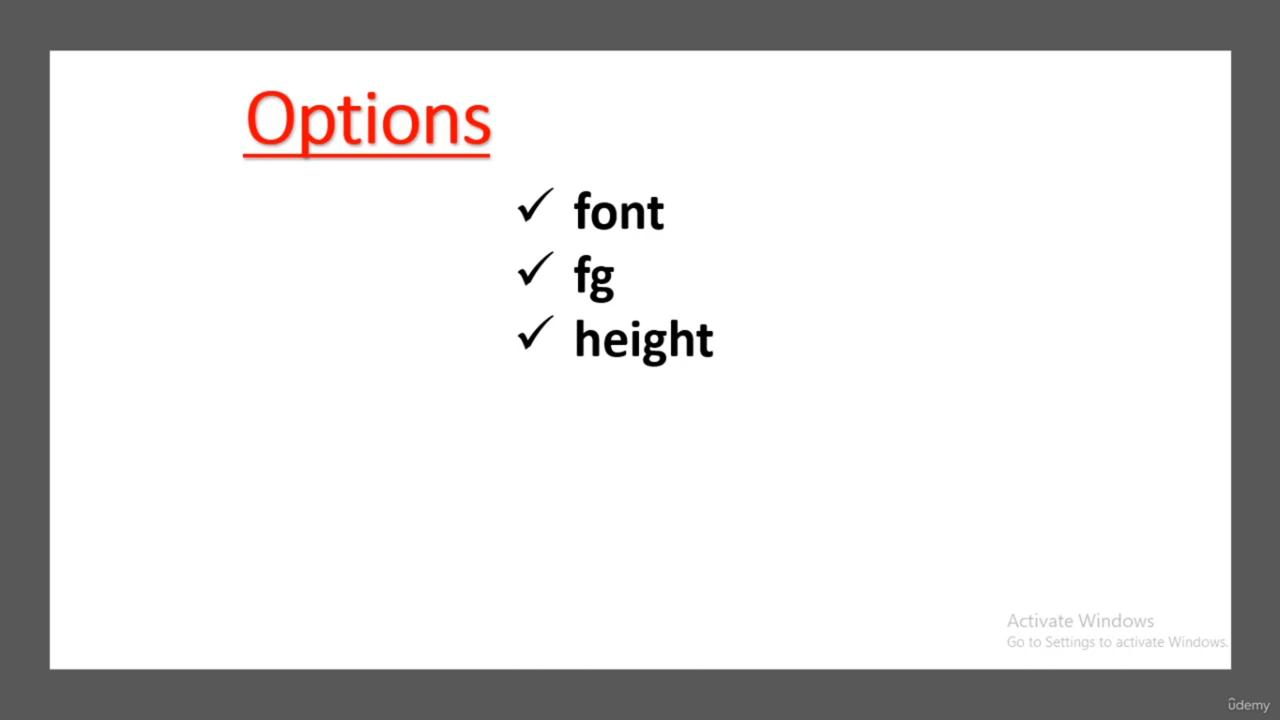 Options
✓ font
✓ fg
✓ height
Activate Windows
Go to Settings to activate Windows.
ûdemy